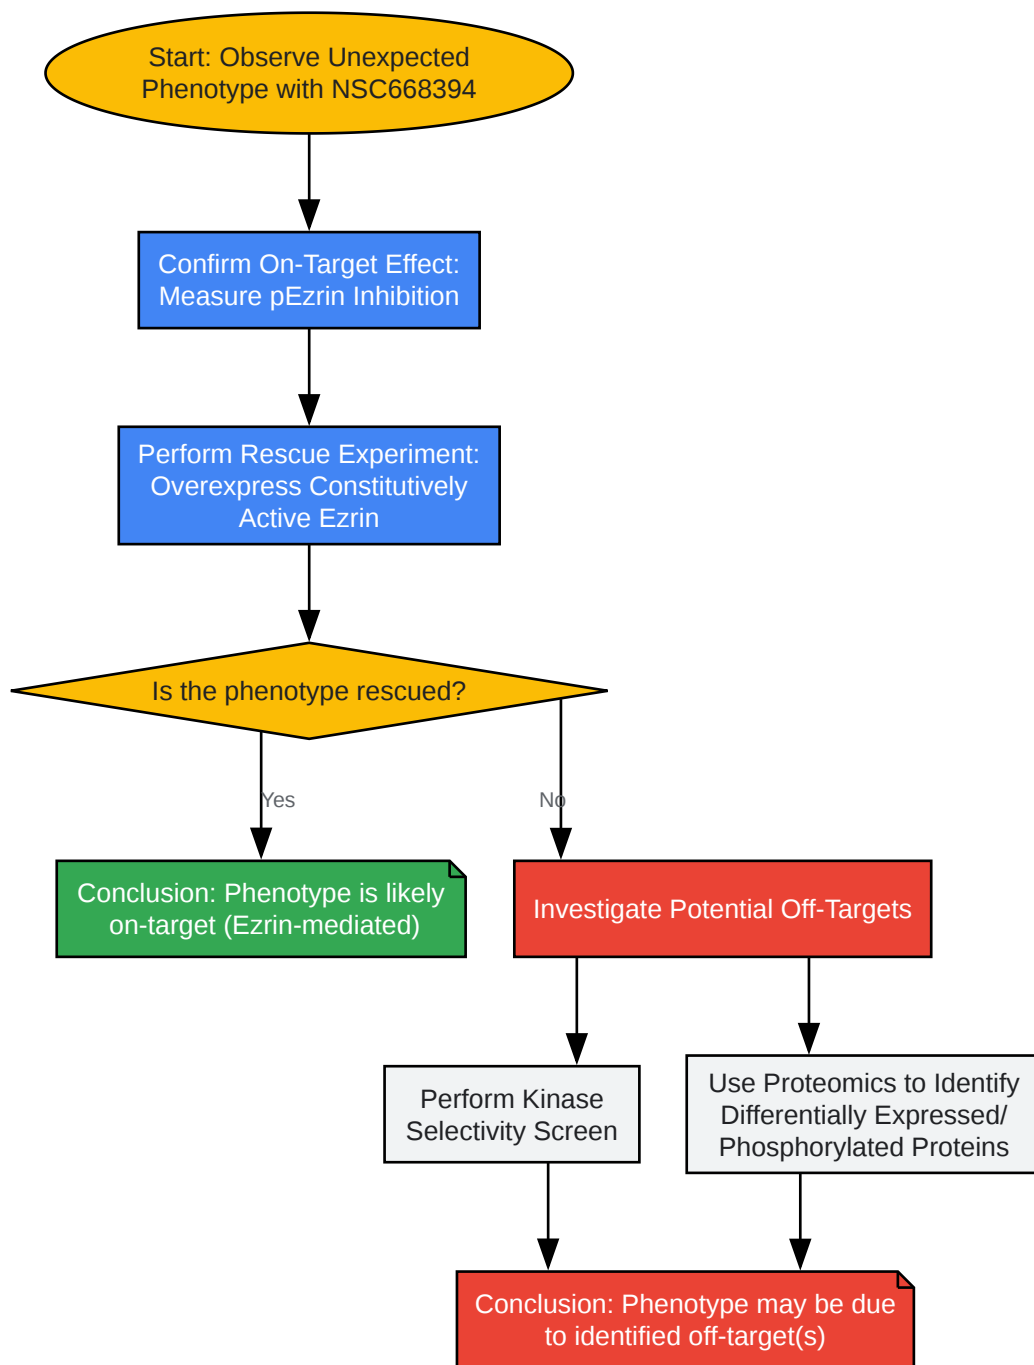 Start: Observe Unexpected
Phenotype with NSC668394
Confirm On-Target Effect:
Measure pEzrin Inhibition
Perform Rescue Experiment:
Overexpress Constitutively
Active Ezrin
Is the phenotype rescued?
Yes
No
Conclusion: Phenotype is likely
on-target (Ezrin-mediated)
Investigate Potential Off-Targets
Perform Kinase
Selectivity Screen
Use Proteomics to Identify
Differentially Expressed/
Phosphorylated Proteins
Conclusion: Phenotype may be due
to identified off-target(s)